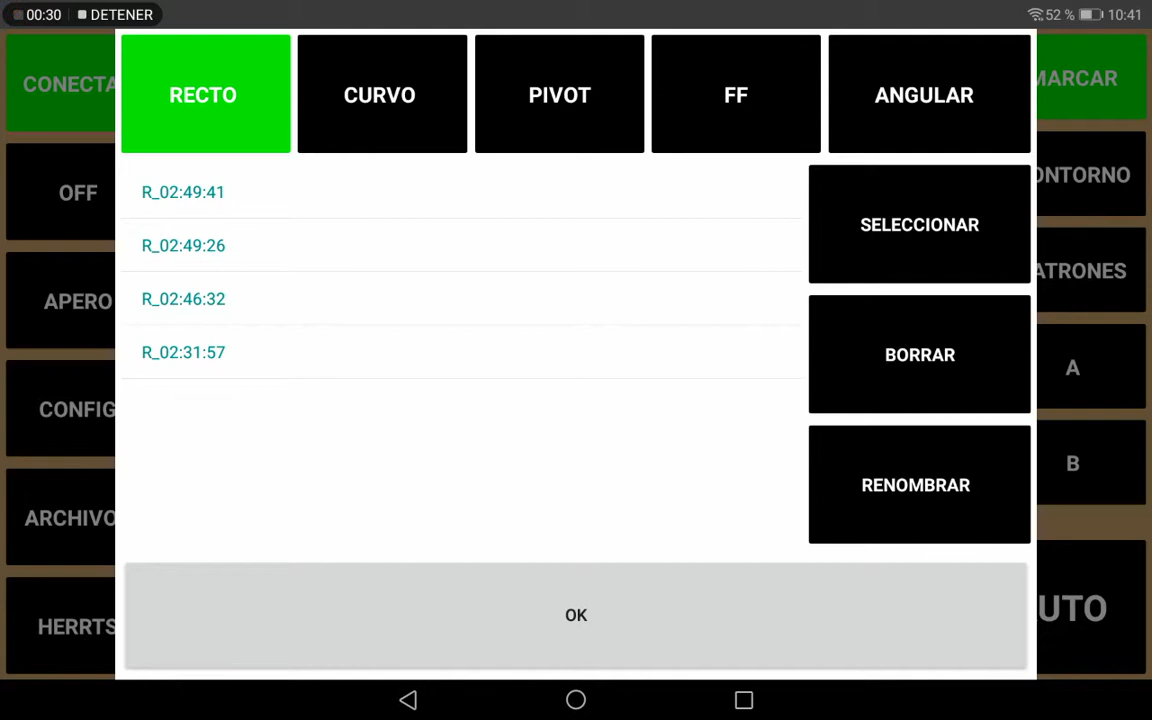 00:30 DETENER 52 % 10:41
CONECTA
OFF
APERO
CONFIG
ARCHIVO
HERRTS
RECTO CURVO PIVOT FF ANGULAR
R_02:49:41
R_02:49:26
R_02:46:32
R_02:31:57
SELECCIONAR
BORRAR
RENOMBRAR
OK
MARCAR
ONTORNO
ATRONES
A
B
UTO